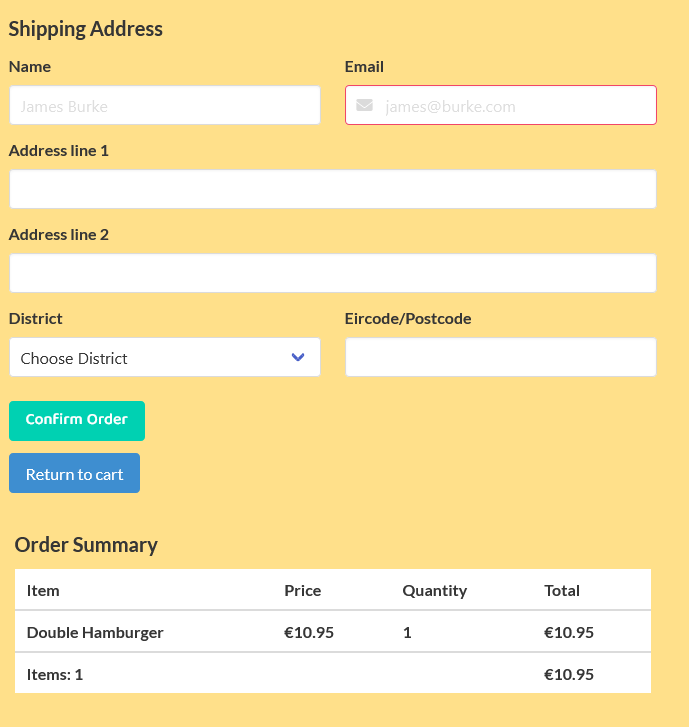 Shipping Address
Name Email
James Burke james@burke.com
Address line 1
Address line 2
District Eircode/Postcode
Choose District
Confirm Order
Return to cart
Order Summary
Item Price Quantity Total
Double Hamburger €10.95 1 €10.95
Items: 1 €10.95